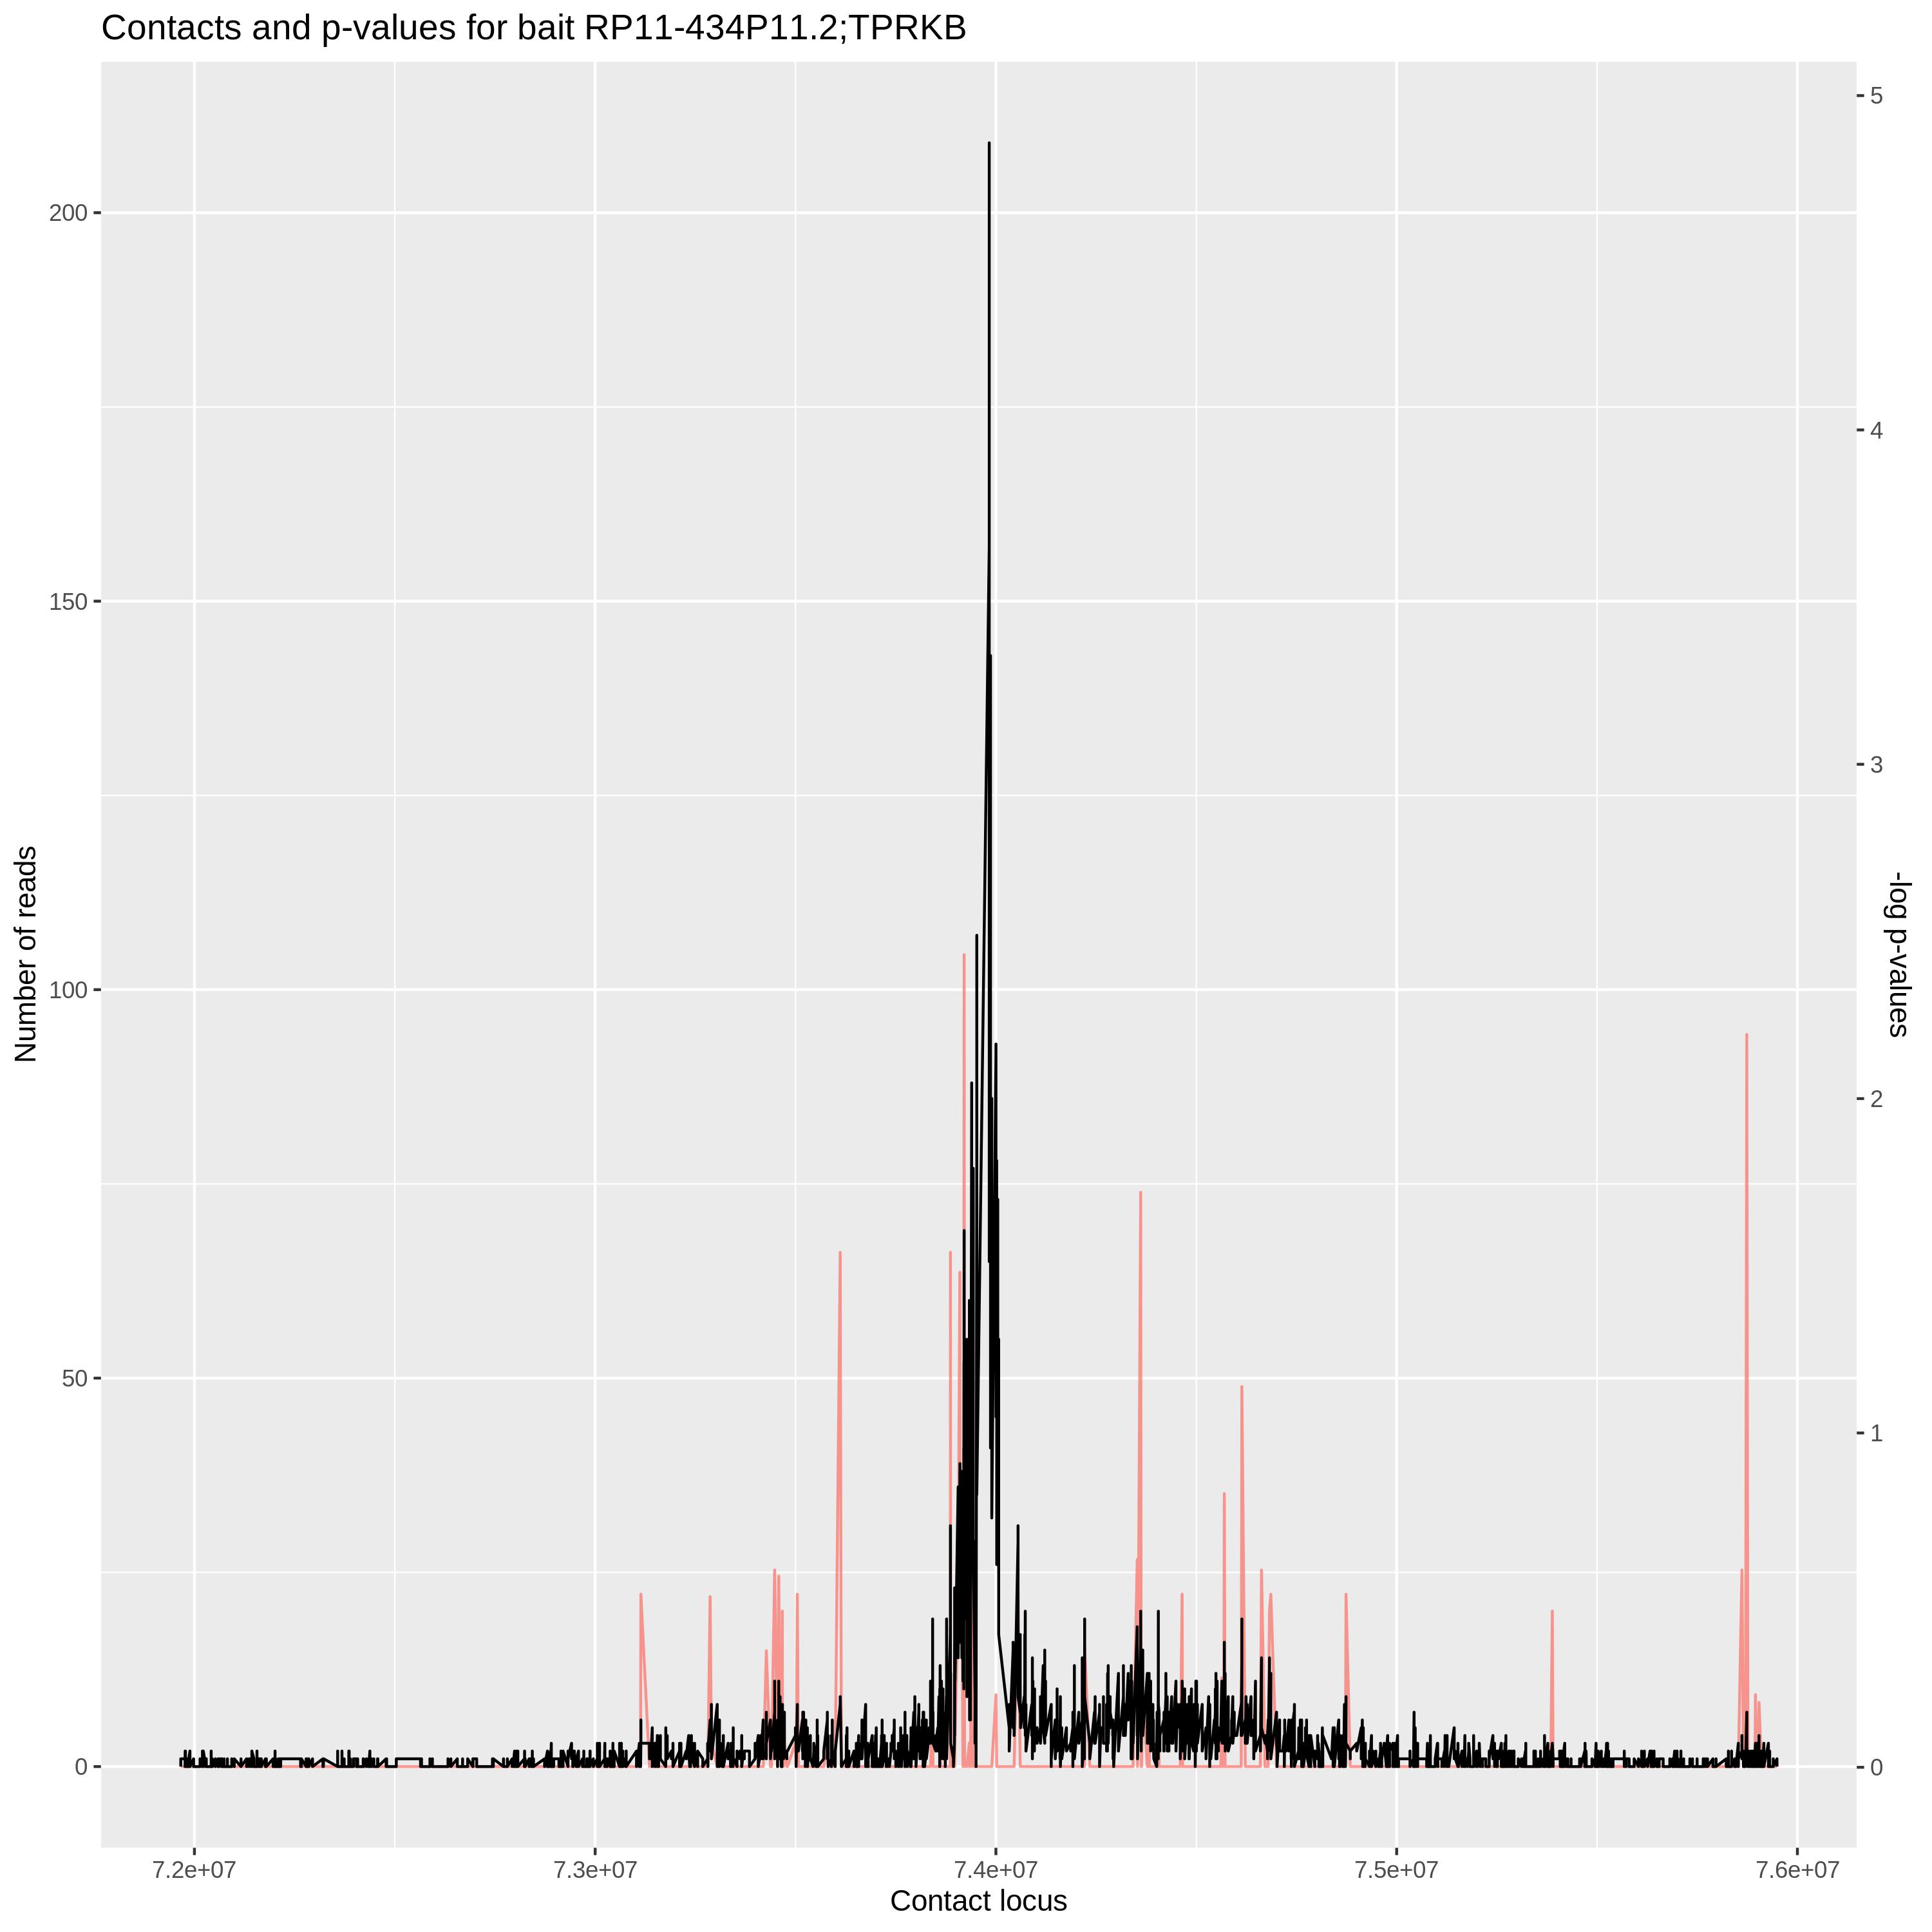 Contacts and p-values for bait RP11-434P11.2;TPRKB
Number of reads
200
150
100
50
0
5
4
3
2
1
0
-log p-values
7.2e+07 7.3e+07 7.4e+07 7.5e+07 7.6e+07
Contact locus